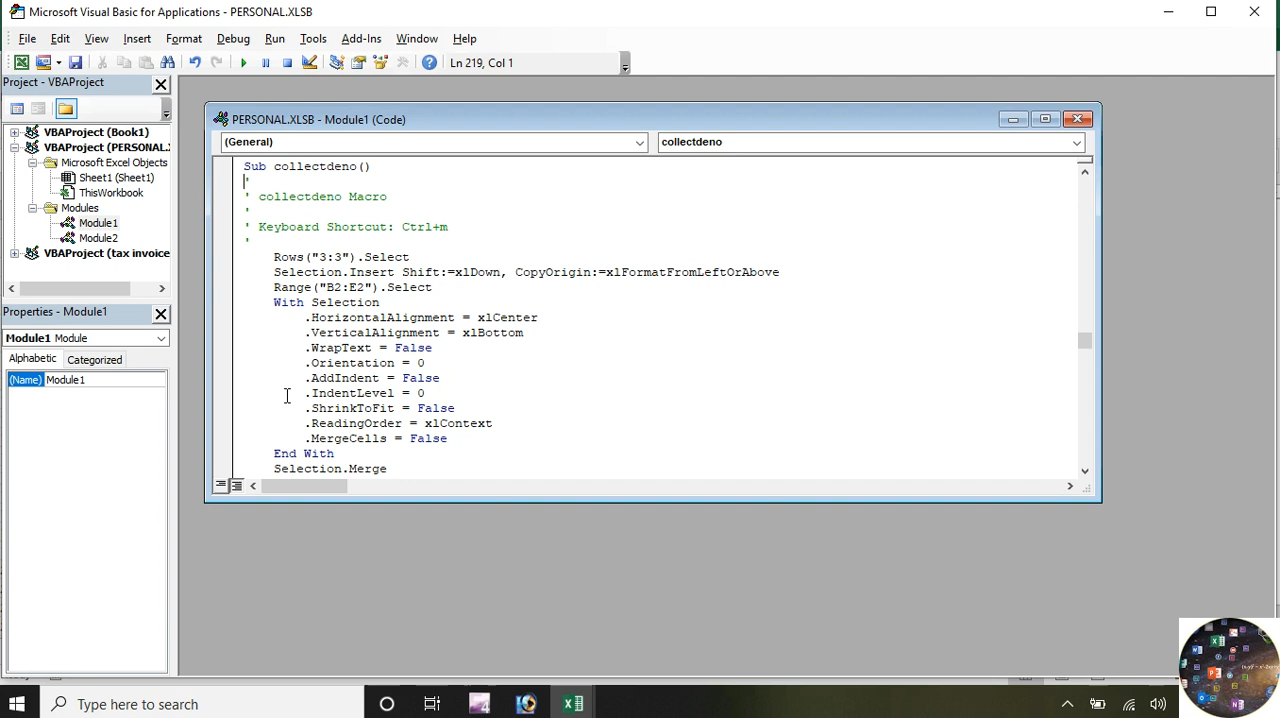 Microsoft Visual Basic for Applications - PERSONAL.XLSB
File Edit View Insert Format Debug Run Tools Add-Ins Window Help
Ln 219, Col 1
Project - VBAProject
VBAProject (Book1)
VBAProject (PERSONAL.
Microsoft Excel Objects
Sheet1 (Sheet1)
ThisWorkbook
Modules
Module1
Module2
VBAProject (tax invoice
Properties - Module1
Module1 Module
Alphabetic Categorized
(Name) Module1
PERSONAL.XLSB - Module1 (Code)
(General) collectdeno
Sub collectdeno()
'
' collectdeno Macro
'
' Keyboard Shortcut: Ctrl+m
'
Rows("3:3").Select
Selection.Insert Shift:=xlDown, CopyOrigin:=xlFormatFromLeftOrAbove
Range("B2:E2").Select
With Selection
.HorizontalAlignment = xlCenter
.VerticalAlignment = xlBottom
.WrapText = False
.Orientation = 0
.AddIndent = False
.IndentLevel = 0
.ShrinkToFit = False
.ReadingOrder = xlContext
.MergeCells = False
End With
Selection.Merge
Type here to search